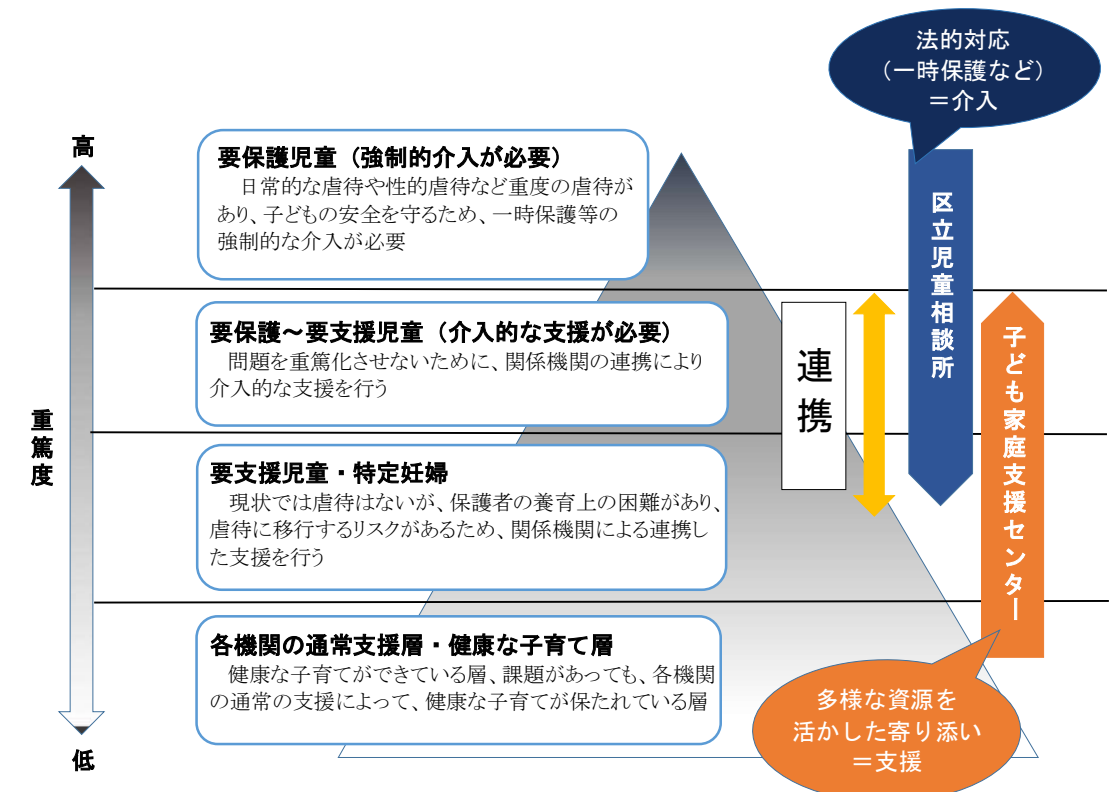 法的対応
（一時保護など）
＝介入
高
要保護児童（強制的介入が必要）
日常的な虐待や性的虐待など重度の虐待が
あり、子どもの安全を守るため、一時保護等の
強制的な介入が必要
区立児童相談所
要保護～要支援児童（介入的な支援が必要）
問題を重篤化させないために、関係機関の連携により
介入的な支援を行う
連携
子ども家庭支援センター
重篤度
要支援児童・特定妊婦
現状では虐待はないが、保護者の養育上の困難があり、
虐待に移行するリスクがあるため、関係機関による連携し
た支援を行う
各機関の通常支援層・健康な子育て層
健康な子育てができている層、課題があっても、各機関
の通常の支援によって、健康な子育てが保たれている層
多様な資源を
活かした寄り添い
＝支援
低